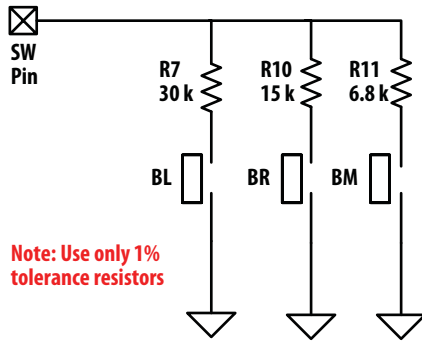 SW
Pin
R7
30 k
R10
15 k
R11
6.8 k
BL
BR
BM
Note: Use only 1%
tolerance resistors